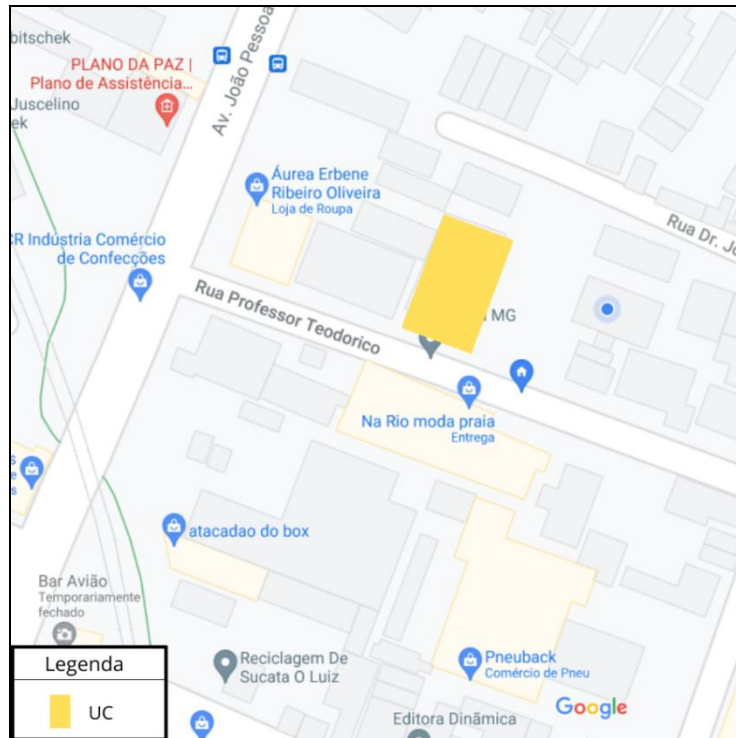 bitschek
PLANO DA PAZ |
Plano de Assistência...
Juscelino
ek
Av. João Pessoa
Áurea Erbene
Ribeiro Oliveira
Loja de Roupa
Rua Dr. Jo
CR Indústria Comércio
de Confecções
Rua Professor Teodorico
MG
Na Rio moda praia
Entrega
s
e
s
atacadao do box
Bar Avião
Temporariamente
fechado
Reciclagem De
Sucata O Luiz
Pneuback
Comércio de Pneu
Google
Editora Dinâmica
Legenda
UC